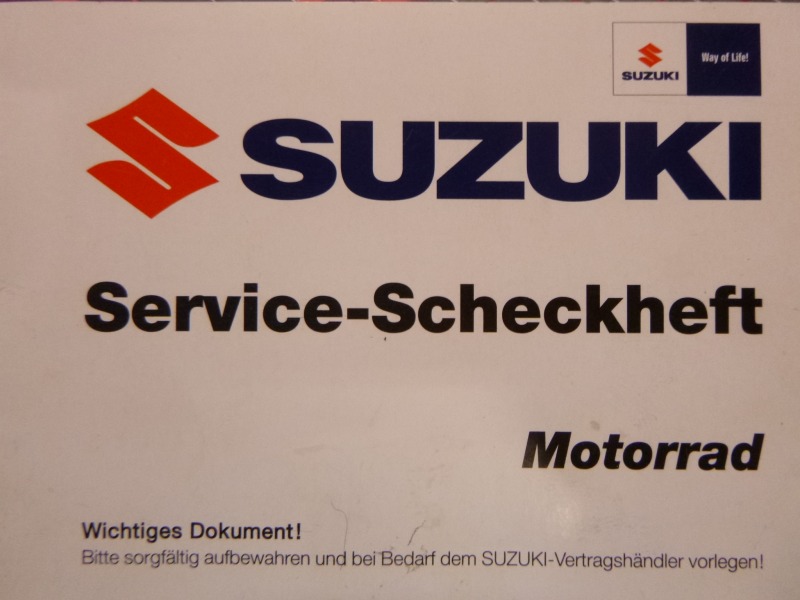 SUZUKI
Way of Life!
SUZUKI
Service-Scheckheft
Motorrad
Wichtiges Dokument!
Bitte sorgfältig aufbewahren und bei Bedarf dem SUZUKI-Vertragshändler vorlegen!